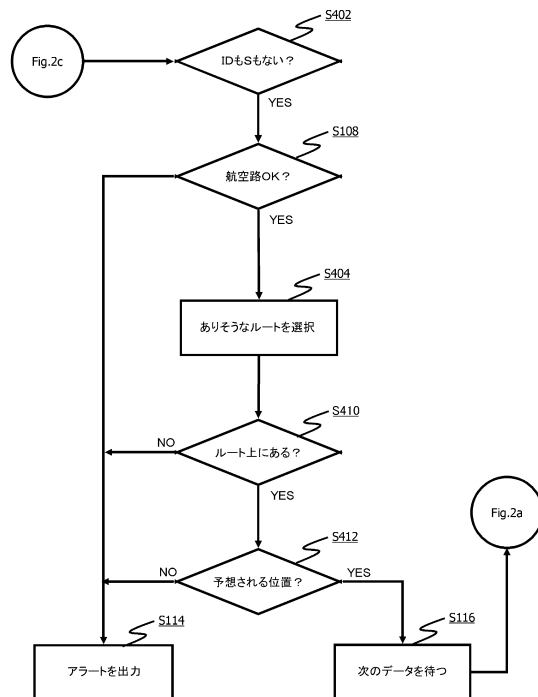 S402
Fig.2c
IDもSもない？
YES
S108
航空路OK？
YES
S404
ありそうなルートを選択
S410
NO
ルート上にある？
YES
Fig.2a
S412
NO
予想される位置？
YES
S114
S116
アラートを出力
次のデータを待つ